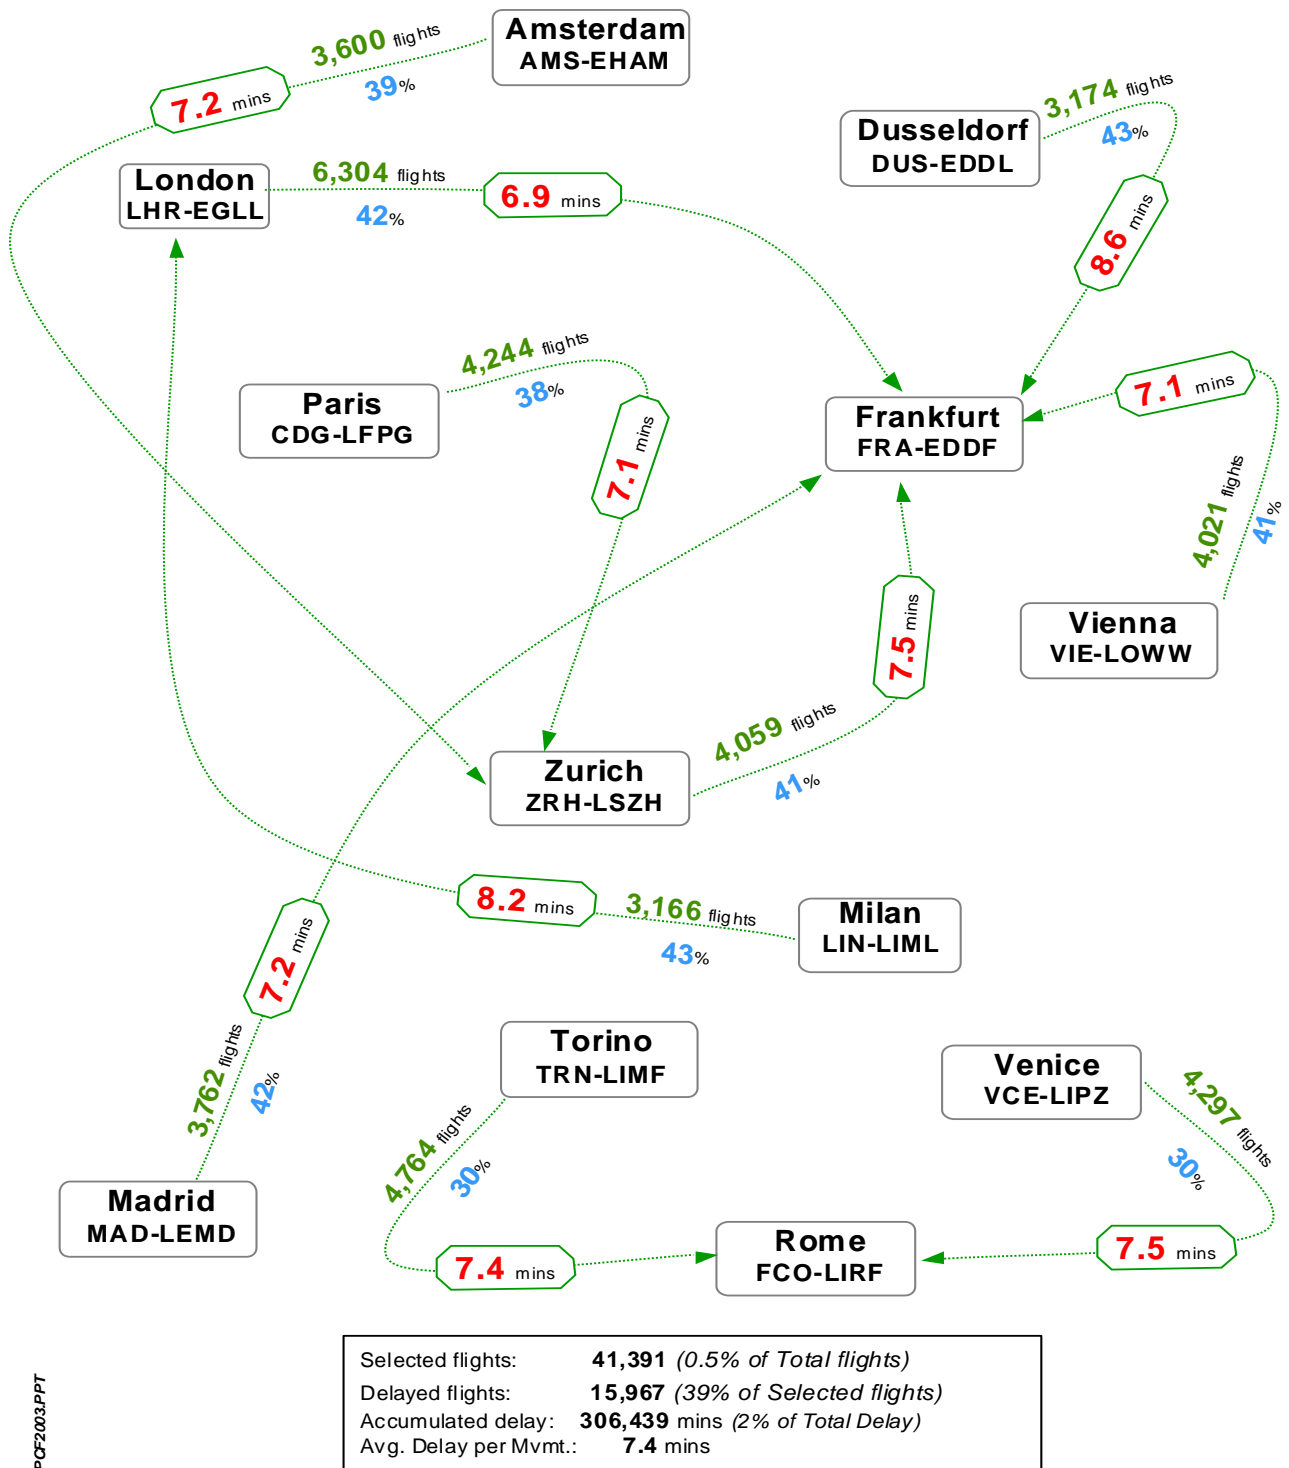 Amsterdam
AMS-EHAM
3,600 flights
39%
7.2 mins
Dusseldorf
DUS-EDDL
3,174 flights
43%
8.6 mins
London
LHR-EGLL
6,304 flights
42%
6.9 mins
Paris
CDG-LFPG
4,244 flights
38%
7.1 mins
Frankfurt
FRA-EDDF
7.1 mins
4,021 flights
41%
Vienna
VIE-LOWW
7.5 mins
4,059 flights
41%
Zurich
ZRH-LSZH
8.2 mins
3,166 flights
43%
Milan
LIN-LIML
7.2 mins
3,762 flights
42%
Madrid
MAD-LEMD
Torino
TRN-LIMF
4,764 flights
30%
7.4 mins
Venice
VCE-LIPZ
4,297 flights
30%
7.5 mins
Rome
FCO-LIRF
Selected flights: 41,391 (0.5% of Total flights)
Delayed flights: 15,967 (39% of Selected flights)
Accumulated delay: 306,439 mins (2% of Total Delay)
Avg. Delay per Mvmt.: 7.4 mins
PCF2003.PPT